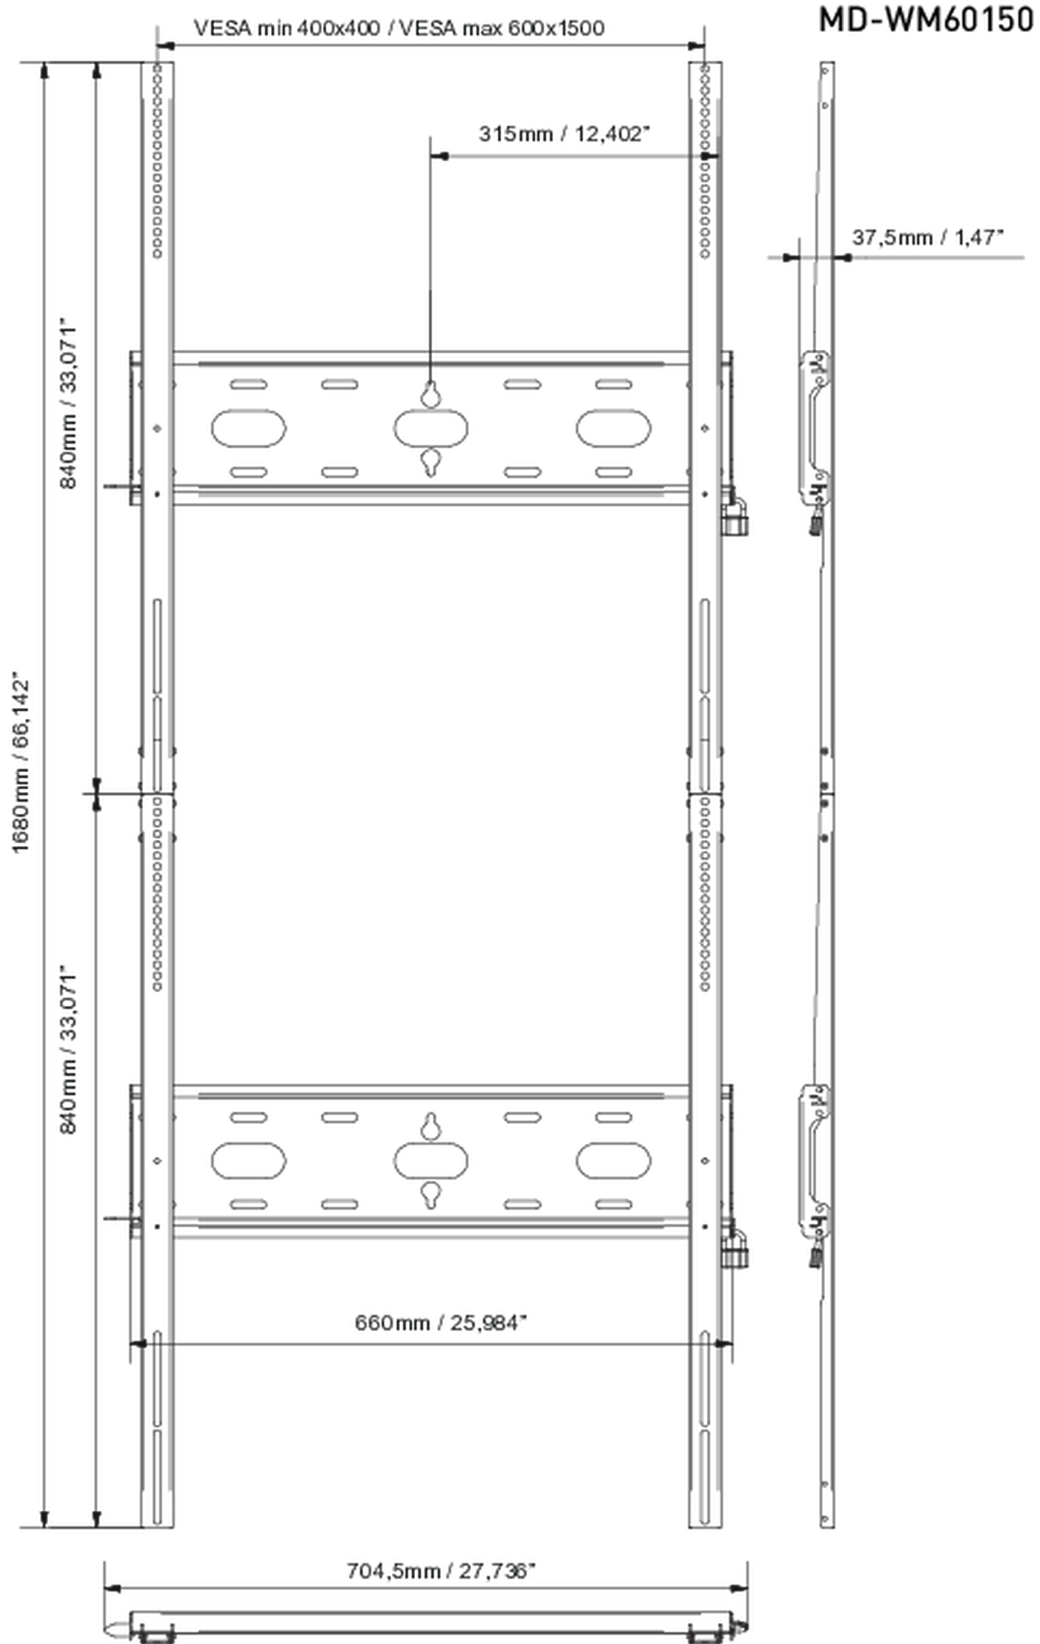 MD-WM60150
VESA min 400x400 / VESA max 600x1500
315mm / 12,402"
37,5mm / 1,47"
840mm / 33,071"
1680mm / 66,142"
840mm / 33,071"
660mm / 25,984"
704,5mm / 27,736"